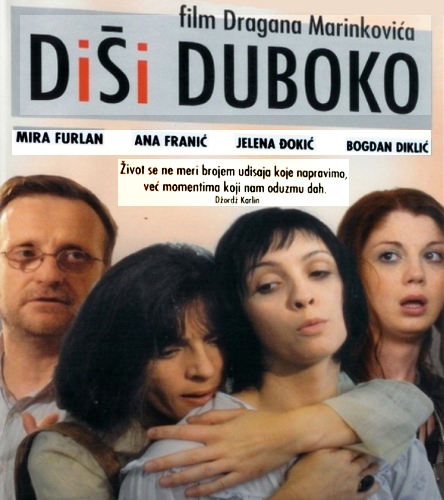 film Dragana Marinkovića
DiŠi DUBOKO
MIRA FURLAN ANA FRANIĆ JELENA ĐOKIĆ BOGDAN DIKLIĆ
Život se ne meri brojem udisaja koje napravimo,
već momentima koji nam oduzmu dah.
Džordž Karlin